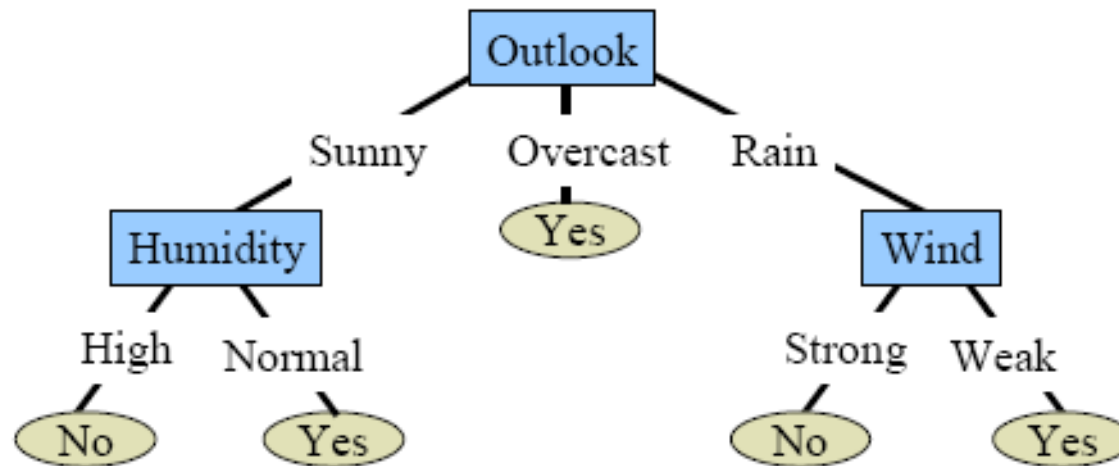 Outlook
Sunny Overcast Rain
Humidity Yes Wind
High Normal Strong Weak
No Yes No Yes